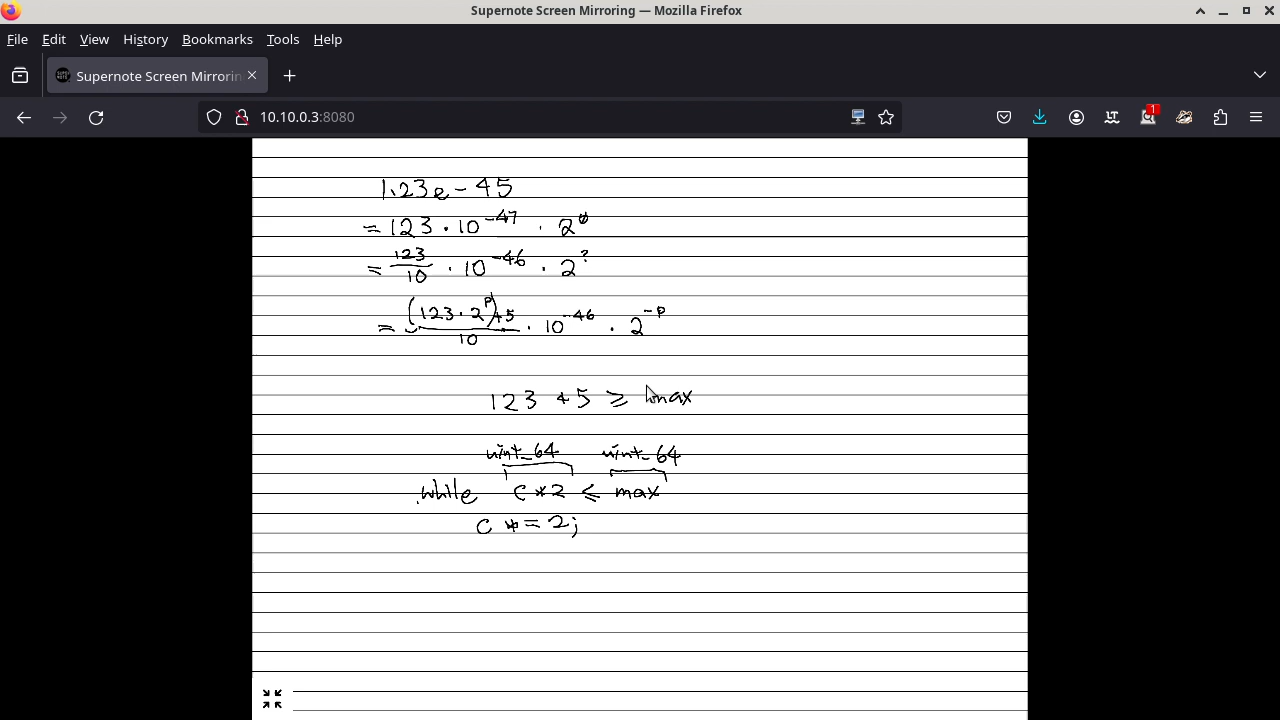 Supernote Screen Mirroring — Mozilla Firefox
File Edit View History Bookmarks Tools Help
Supernote Screen Mirrorin
10.10.0.3:8080
1
1.23e-45
= 123 · 10^-47 · 2^0
= 123/10 · 10^-46 · 2^?
= ((123 · 2^p)+5)/10 · 10^-46 · 2^-p
123 + 5 ≥ max
uint_64 uint_64
while c*2 ≤ max
c *= 2;